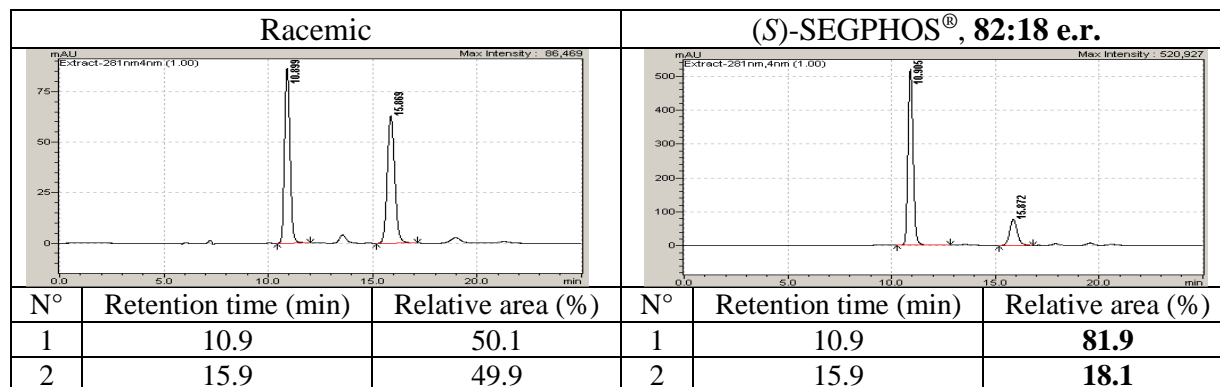 Racemic
(S)-SEGPHOS®, 82:18 e.r.
mAU
Max Intensity : 86,469
Extract-281nm4nm (1.00)
10.899
15.869
75
50
25
0
0.0 5.0 10.0 15.0 20.0 min
mAU
Max Intensity : 520,927
Extract-281nm,4nm (1.00)
10.905
15.872
500
400
300
200
100
0
0.0 5.0 10.0 15.0 20.0 min
N° Retention time (min) Relative area (%) N° Retention time (min) Relative area (%)
1 10.9 50.1 1 10.9 81.9
2 15.9 49.9 2 15.9 18.1